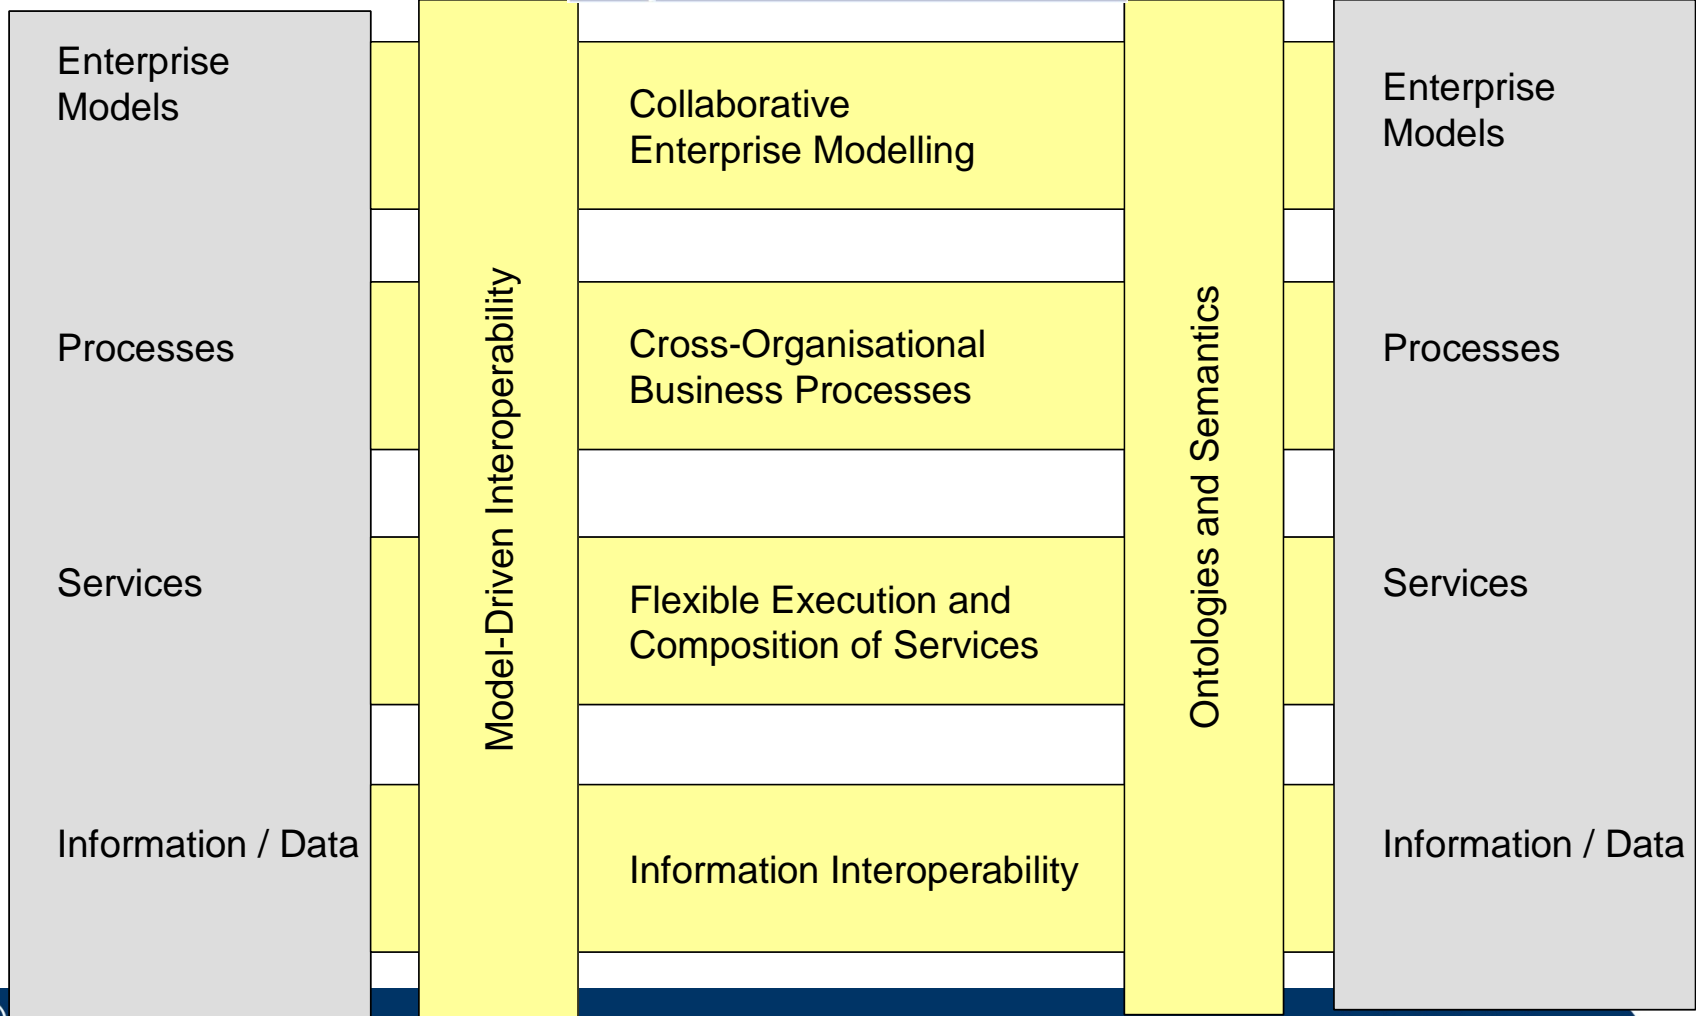 Enterprise
Models
Processes
Services
Information / Data
Model-Driven Interoperability
Collaborative
Enterprise Modelling
Cross-Organisational
Business Processes
Flexible Execution and
Composition of Services
Information Interoperability
Ontologies and Semantics
Enterprise
Models
Processes
Services
Information / Data